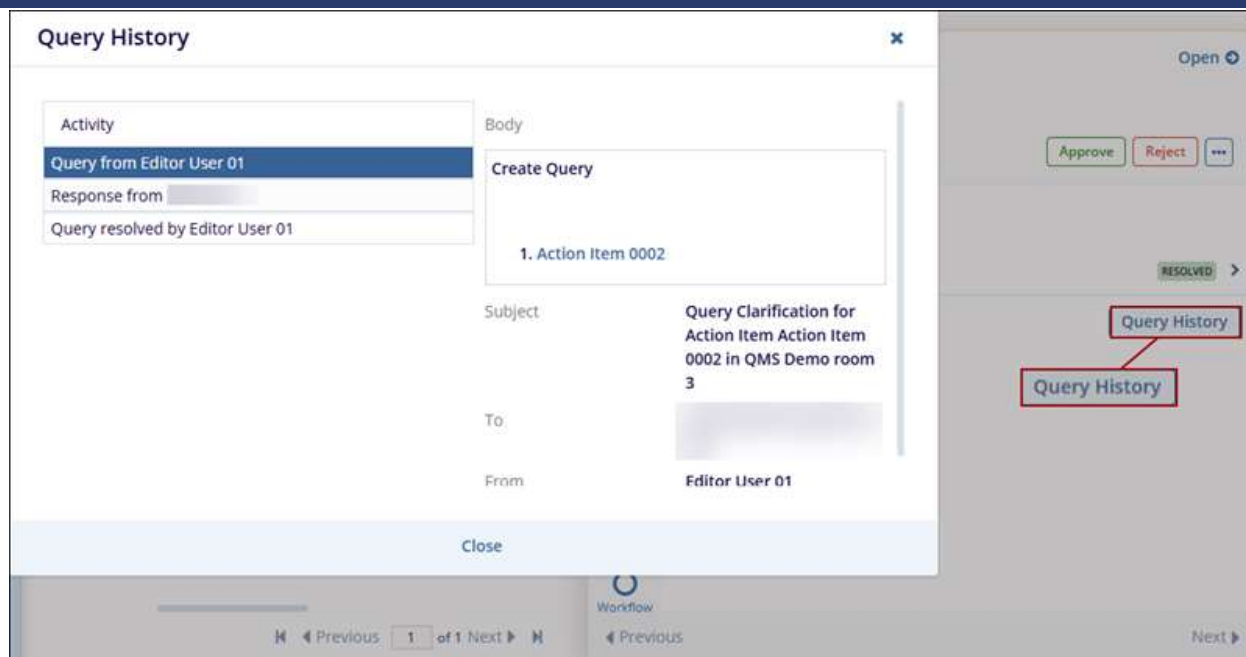 Query History
Open
Activity
Query from Editor User 01
Response from
Query resolved by Editor User 01
Body
Create Query
1. Action Item 0002
Subject
Query Clarification for
Action Item Action Item
0002 in QMS Demo room
3
To
From
Editor User 01
Close
Approve
Reject
RESOLVED
Query History
Query History
Workflow
Previous 1 of 1 Next
Previous
Next